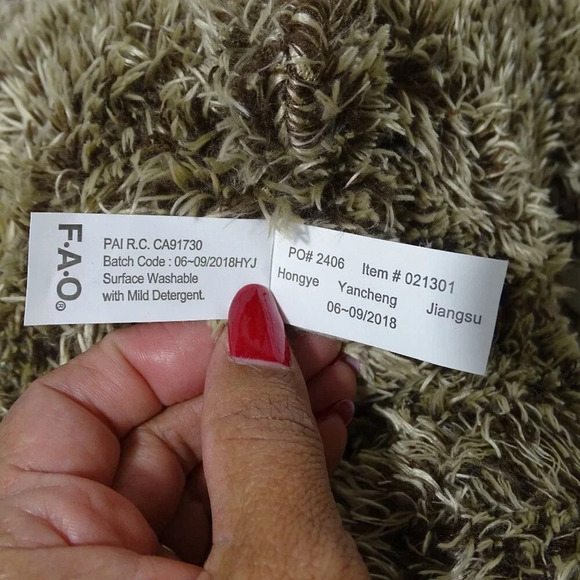 F·A·O®
PAI R.C. CA91730
Batch Code : 06~09/2018HYJ
Surface Washable
with Mild Detergent.
PO# 2406 Item # 021301
Hongye Yancheng Jiangsu
06~09/2018